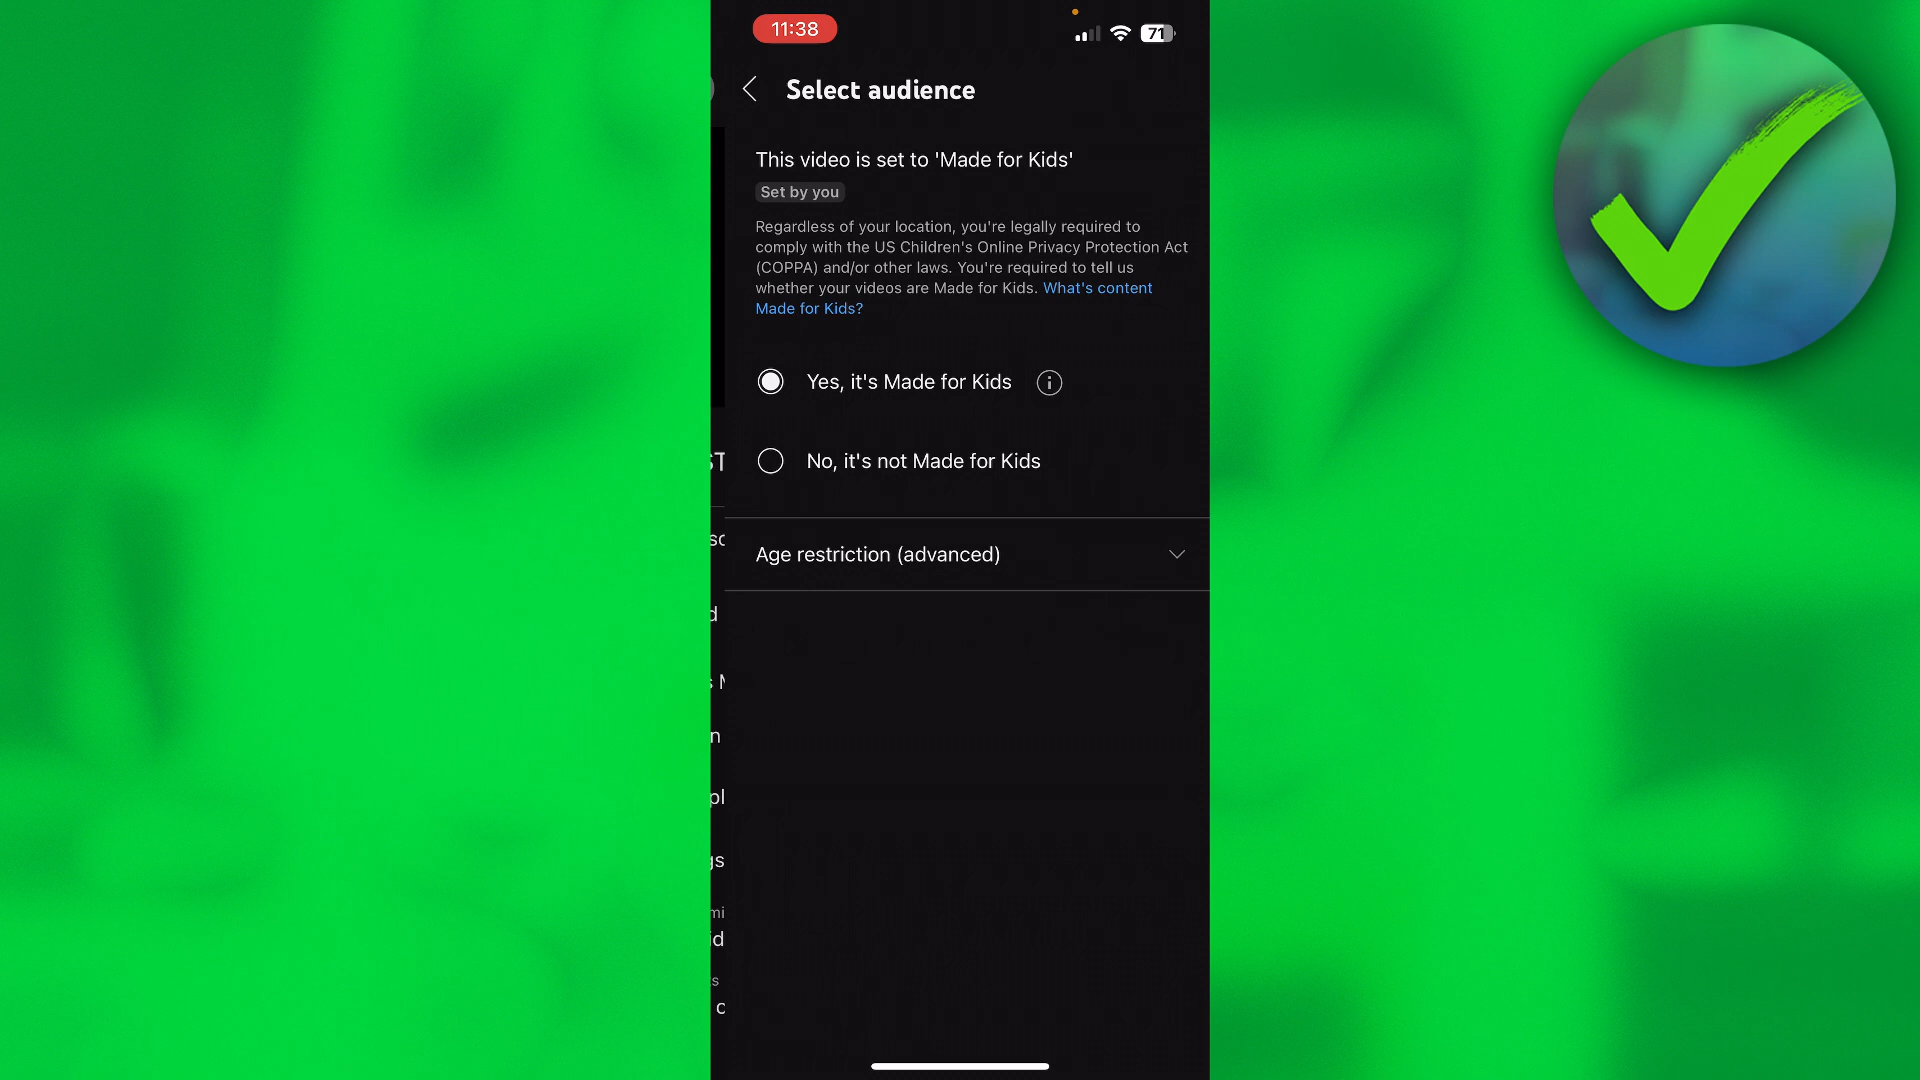 11:38
71
Select audience
This video is set to 'Made for Kids'
Set by you
Regardless of your location, you're legally required to
comply with the US Children's Online Privacy Protection Act
(COPPA) and/or other laws. You're required to tell us
whether your videos are Made for Kids. What's content
Made for Kids?
Yes, it's Made for Kids
No, it's not Made for Kids
Age restriction (advanced)